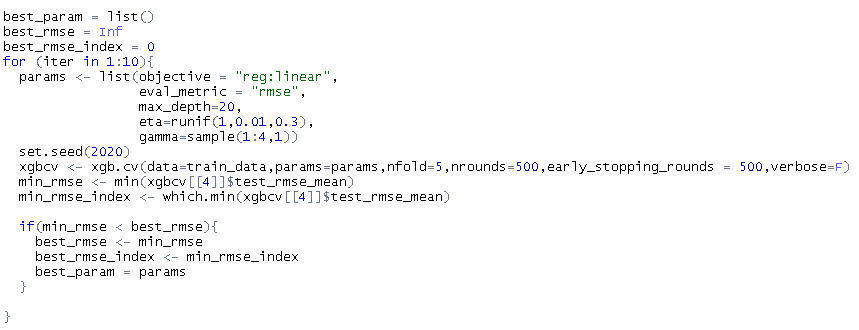 best_param = list()
best_rmse = Inf
best_rmse_index = 0
for (iter in 1:10){
  params <- list(objective = "reg:linear",
                 eval_metric = "rmse",
                 max_depth=20,
                 eta=runif(1,0.01,0.3),
                 gamma=sample(1:4,1))
  set.seed(2020)
  xgbcv <- xgb.cv(data=train_data,params=params,nfold=5,nrounds=500,early_stopping_rounds = 500,verbose=F)
  min_rmse <- min(xgbcv[[4]]$test_rmse_mean)
  min_rmse_index <- which.min(xgbcv[[4]]$test_rmse_mean)
  if(min_rmse < best_rmse){
    best_rmse <- min_rmse
    best_rmse_index <- min_rmse_index
    best_param = params
  }
}